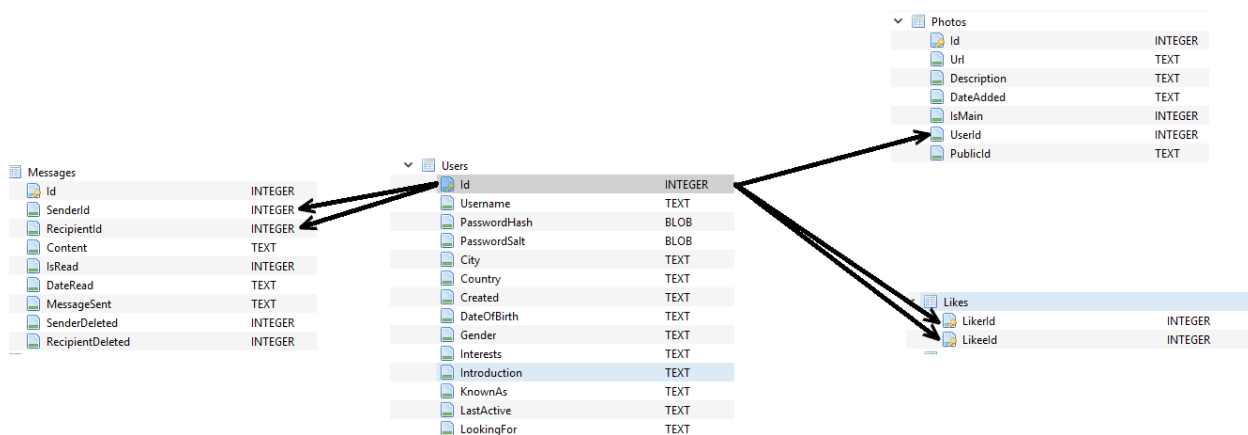 Messages
Id INTEGER
SenderId INTEGER
RecipientId INTEGER
Content TEXT
IsRead INTEGER
DateRead TEXT
MessageSent TEXT
SenderDeleted INTEGER
RecipientDeleted INTEGER
Users
Id INTEGER
Username TEXT
PasswordHash BLOB
PasswordSalt BLOB
City TEXT
Country TEXT
Created TEXT
DateOfBirth TEXT
Gender TEXT
Interests TEXT
Introduction TEXT
KnownAs TEXT
LastActive TEXT
LookingFor TEXT
Photos
Id INTEGER
Url TEXT
Description TEXT
DateAdded TEXT
IsMain INTEGER
UserId INTEGER
PublicId TEXT
Likes
LikerId INTEGER
LikeeId INTEGER